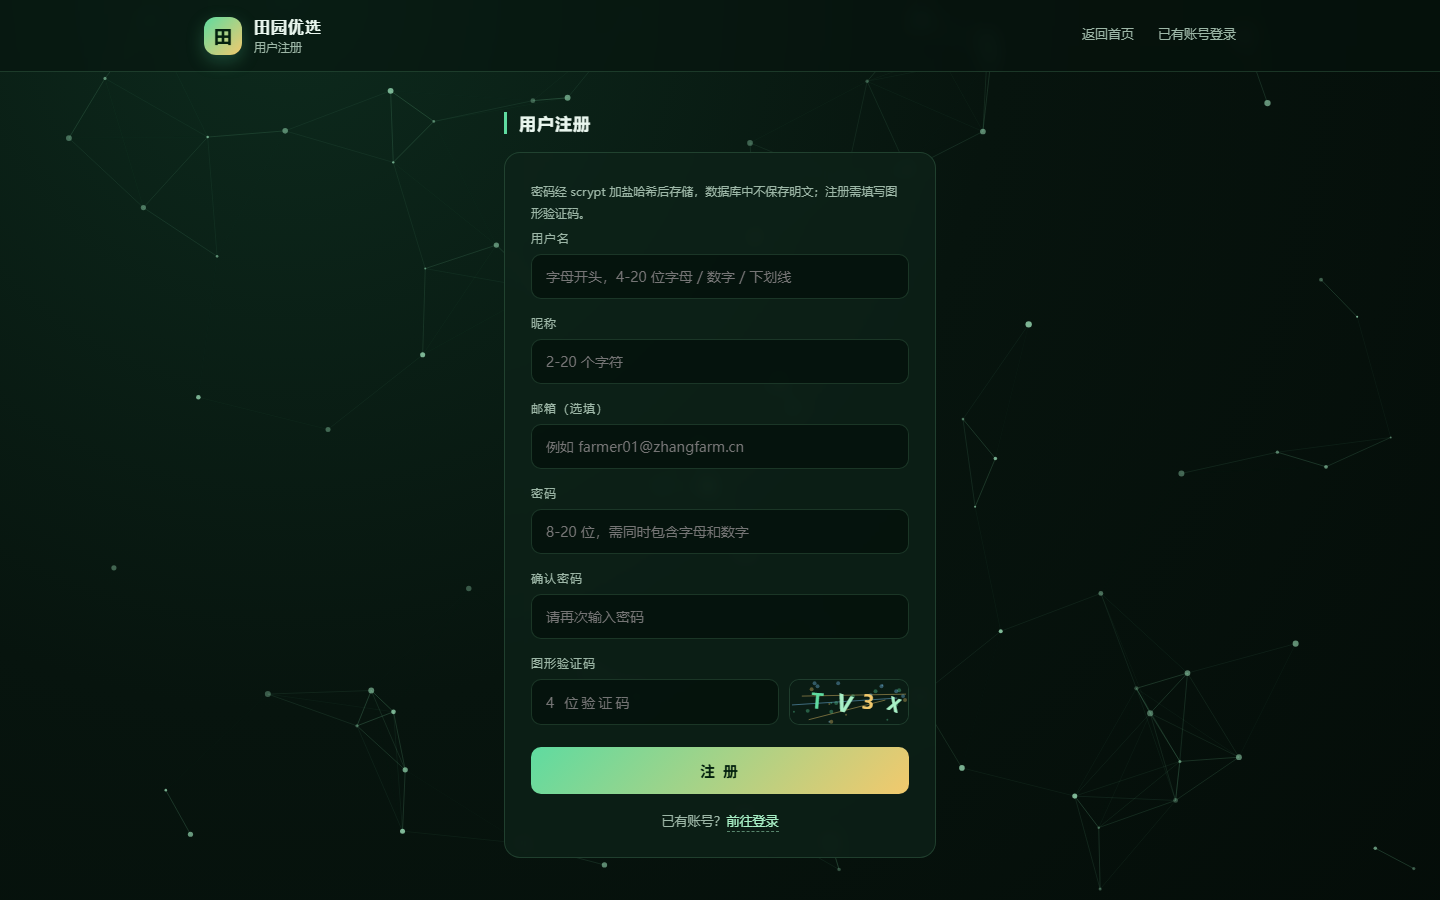 田
田园优选
用户注册
返回首页
已有账号登录
用户注册
密码经 scrypt 加盐哈希后存储，数据库中不保存明文；注册需填写图
形验证码。
用户名
字母开头，4-20 位字母 / 数字 / 下划线
昵称
2-20 个字符
邮箱（选填）
例如 farmer01@zhangfarm.cn
密码
8-20 位，需同时包含字母和数字
确认密码
请再次输入密码
图形验证码
4 位验证码
T V 3 X
注 册
已有账号？前往登录